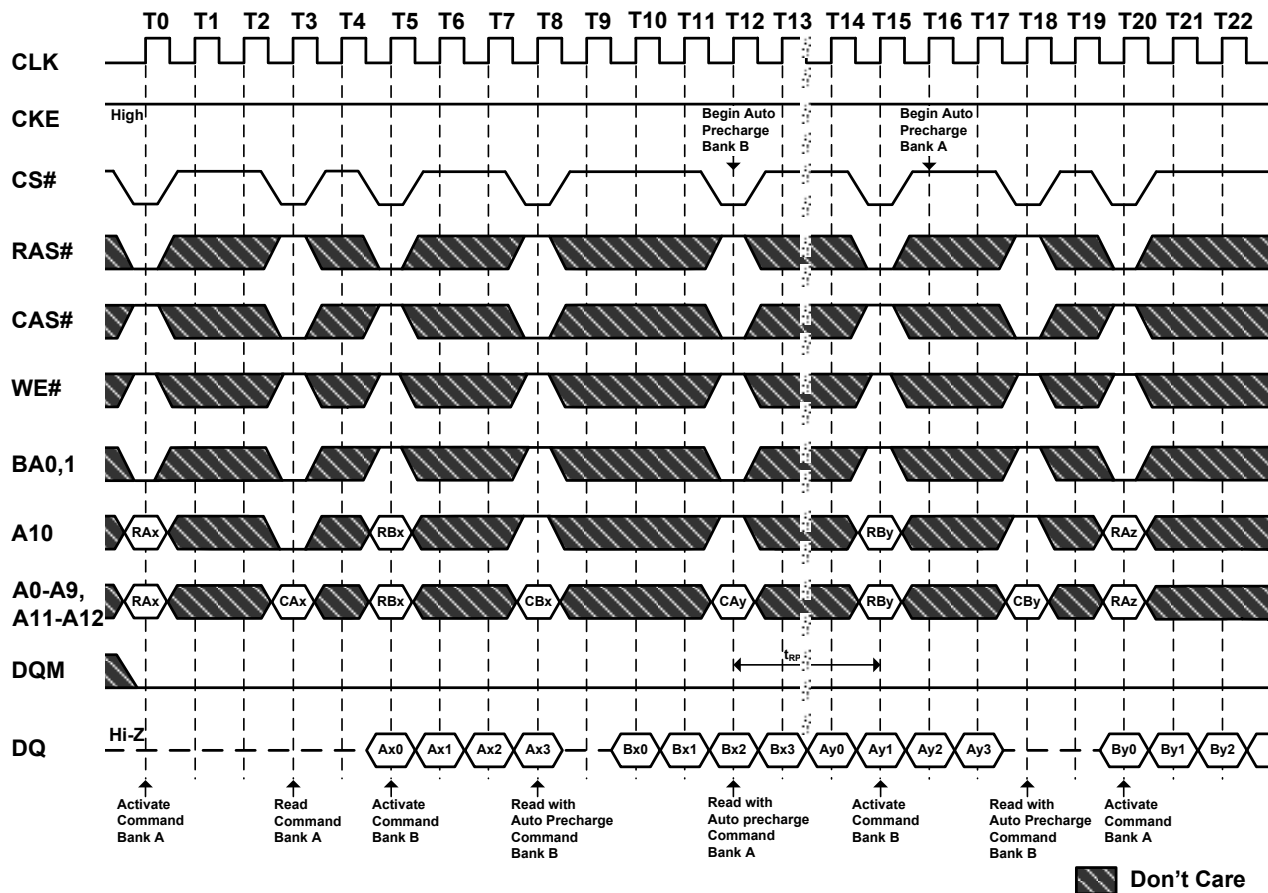 T0 T1 T2 T3 T4 T5 T6 T7 T8 T9 T10 T11 T12 T13 T14 T15 T16 T17 T18 T19 T20 T21 T22
CLK
CKE
High
Begin Auto
Precharge
Bank B
Begin Auto
Precharge
Bank A
CS#
RAS#
CAS#
WE#
BA0,1
A10
RAx RBx RBy RAz
A0-A9,
A11-A12
RAx CAx RBx CBx CAy RBy CBy RAz
DQM
tRP
DQ
Hi-Z
Ax0 Ax1 Ax2 Ax3 Bx0 Bx1 Bx2 Bx3 Ay0 Ay1 Ay2 Ay3 By0 By1 By2
Activate
Command
Bank A
Read
Command
Bank A
Activate
Command
Bank B
Read with
Auto Precharge
Command
Bank B
Read with
Auto precharge
Command
Bank A
Activate
Command
Bank B
Read with
Auto Precharge
Command
Bank B
Activate
Command
Bank A
Don't Care